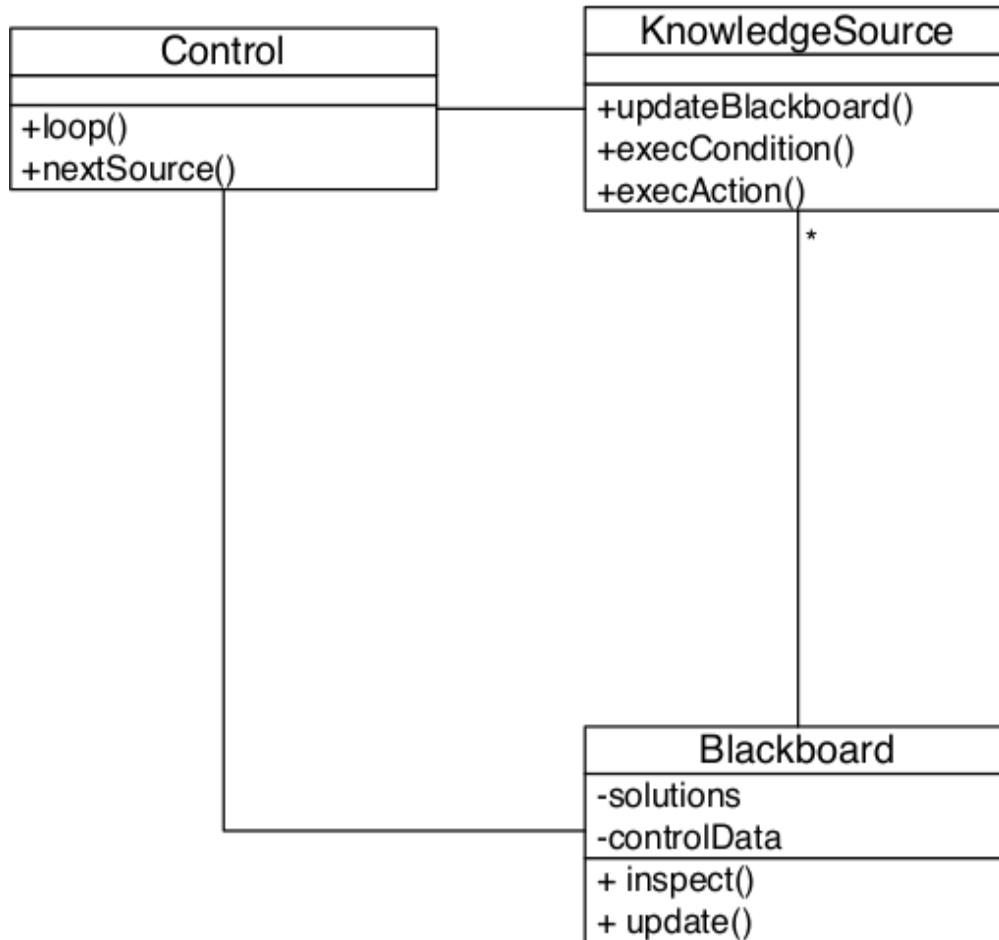 Control
+loop()
+nextSource()
KnowledgeSource
+updateBlackboard()
+execCondition()
+execAction()
*
Blackboard
-solutions
-controlData
+ inspect()
+ update()